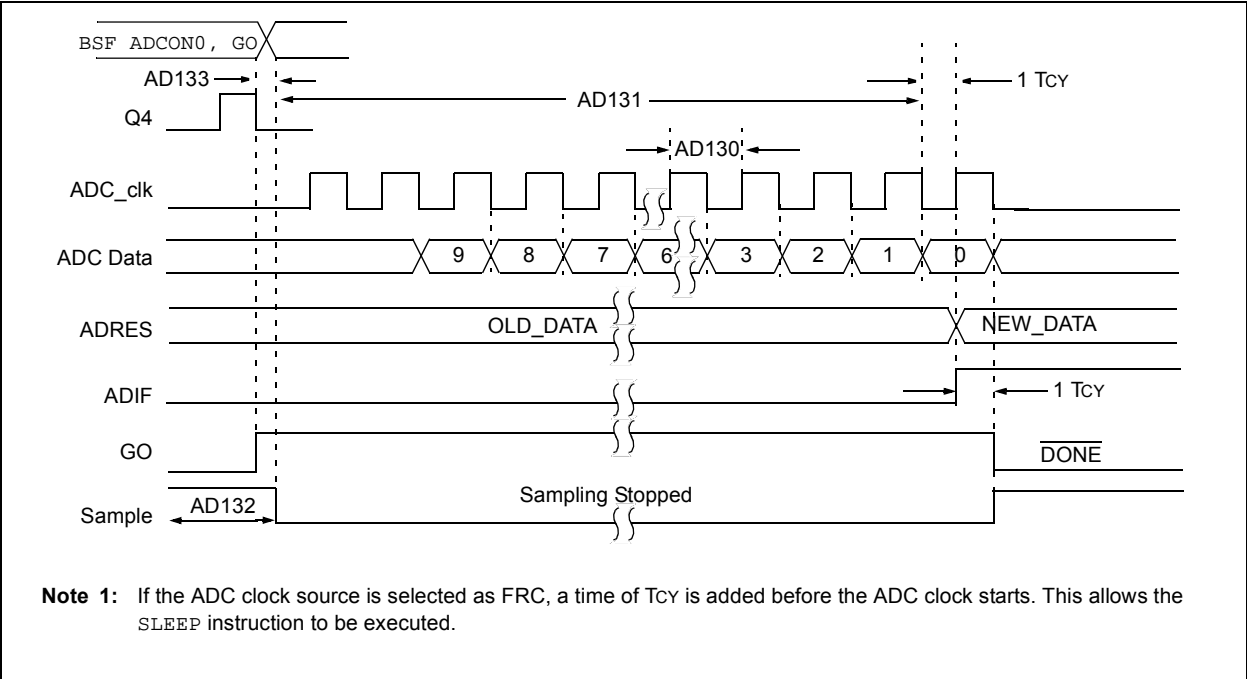 BSF ADCON0, GO
AD133
1 TCY
AD131
Q4
AD130
ADC_clk
ADC Data 9 8 7 6 3 2 1 0
ADRES OLD_DATA NEW_DATA
ADIF 1 TCY
GO DONE
Sample AD132 Sampling Stopped
Note 1: If the ADC clock source is selected as FRC, a time of TCY is added before the ADC clock starts. This allows the
SLEEP instruction to be executed.